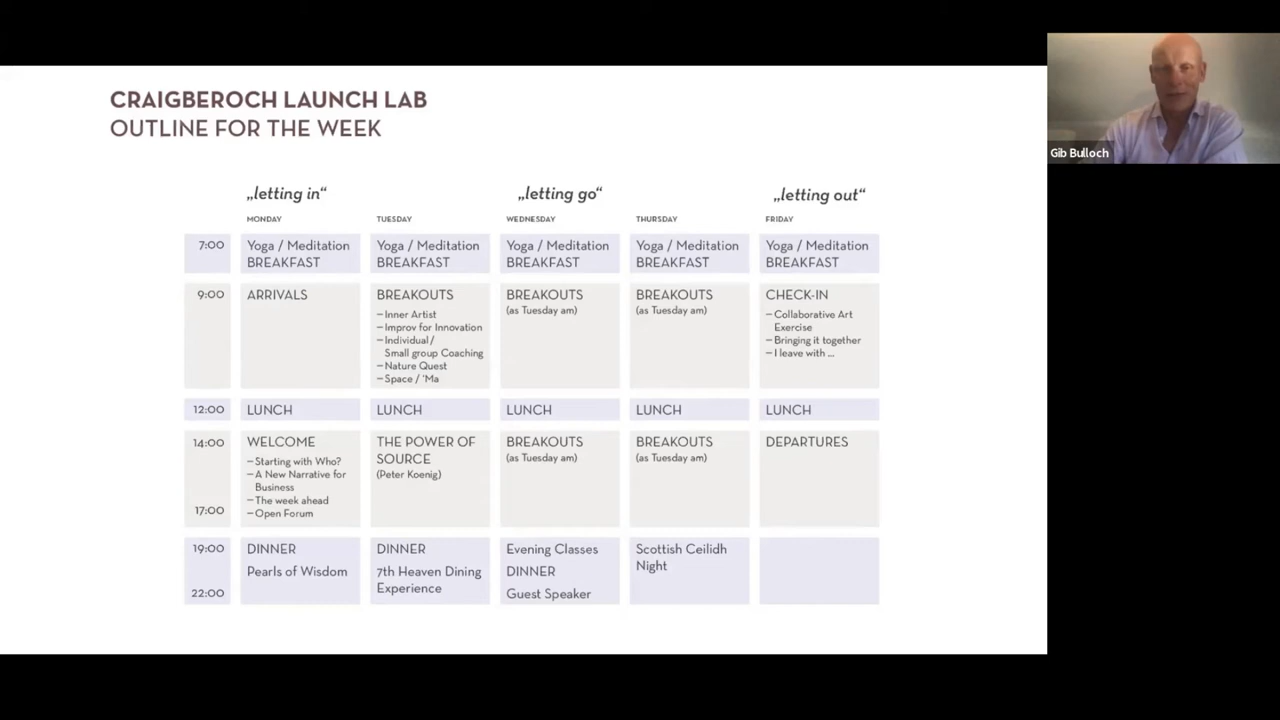 CRAIGBEROCH LAUNCH LAB
OUTLINE FOR THE WEEK
Gib Bulloch
„letting in“
„letting go“
„letting out“
MONDAY
TUESDAY
WEDNESDAY
THURSDAY
FRIDAY
7:00
Yoga / Meditation
BREAKFAST
Yoga / Meditation
BREAKFAST
Yoga / Meditation
BREAKFAST
Yoga / Meditation
BREAKFAST
Yoga / Meditation
BREAKFAST
9:00
ARRIVALS
BREAKOUTS
– Inner Artist
– Improv for Innovation
– Individual /
Small group Coaching
– Nature Quest
– Space / ‘Ma
BREAKOUTS
(as Tuesday am)
BREAKOUTS
(as Tuesday am)
CHECK-IN
– Collaborative Art
Exercise
– Bringing it together
– I leave with ...
12:00
LUNCH
LUNCH
LUNCH
LUNCH
LUNCH
14:00
17:00
WELCOME
– Starting with Who?
– A New Narrative for
Business
– The week ahead
– Open Forum
THE POWER OF
SOURCE
(Peter Koenig)
BREAKOUTS
(as Tuesday am)
BREAKOUTS
(as Tuesday am)
DEPARTURES
19:00
22:00
DINNER
Pearls of Wisdom
DINNER
7th Heaven Dining
Experience
Evening Classes
DINNER
Guest Speaker
Scottish Ceilidh
Night